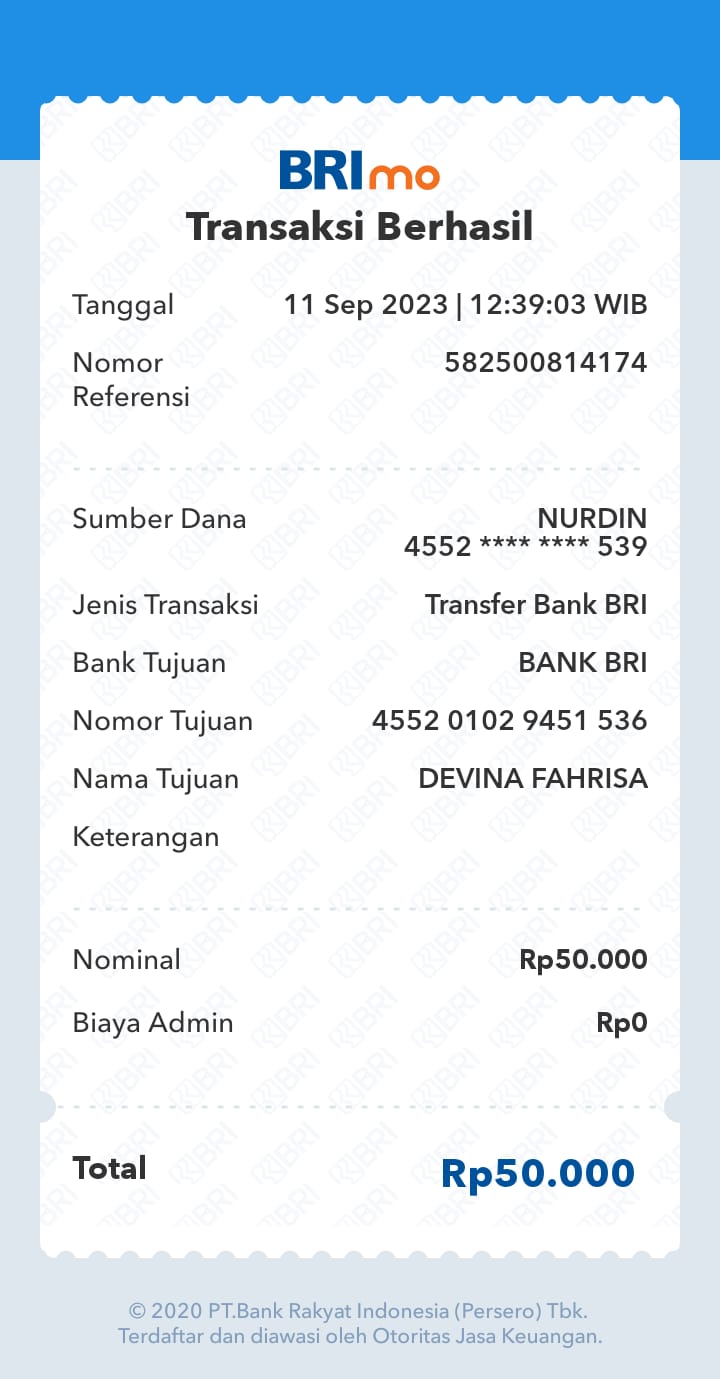 BRImo
Transaksi Berhasil
Tanggal 11 Sep 2023 | 12:39:03 WIB
Nomor Referensi 582500814174
Sumber Dana NURDIN
4552 **** **** 539
Jenis Transaksi Transfer Bank BRI
Bank Tujuan BANK BRI
Nomor Tujuan 4552 0102 9451 536
Nama Tujuan DEVINA FAHRISA
Keterangan
Nominal Rp50.000
Biaya Admin Rp0
Total Rp50.000
© 2020 PT.Bank Rakyat Indonesia (Persero) Tbk.
Terdaftar dan diawasi oleh Otoritas Jasa Keuangan.